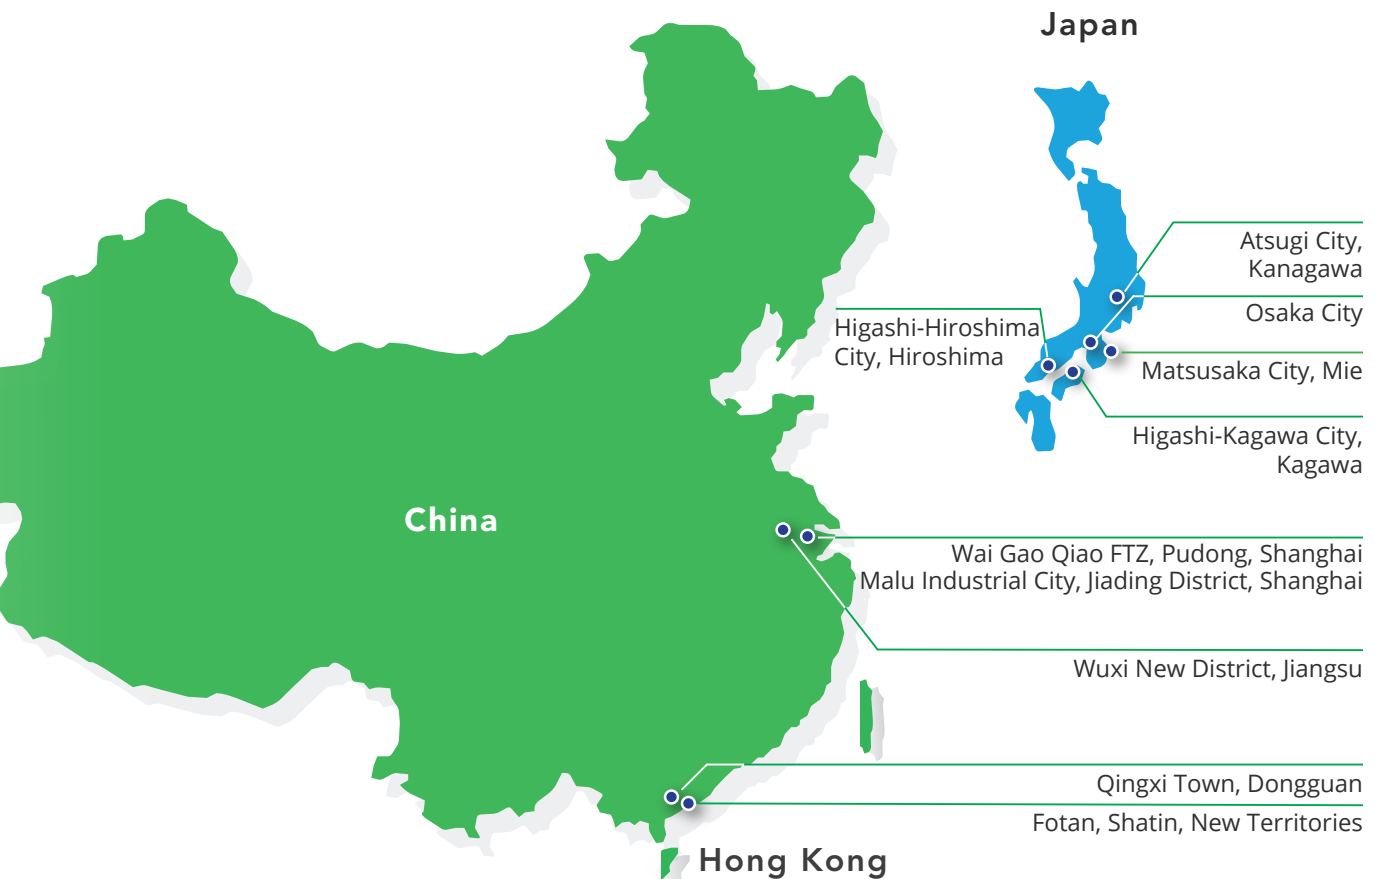 Japan
Atsugi City,
Kanagawa
Osaka City
Higashi-Hiroshima
City, Hiroshima
Matsusaka City, Mie
Higashi-Kagawa City,
Kagawa
China
Wai Gao Qiao FTZ, Pudong, Shanghai
Malu Industrial City, Jiading District, Shanghai
Wuxi New District, Jiangsu
Qingxi Town, Dongguan
Fotan, Shatin, New Territories
Hong Kong